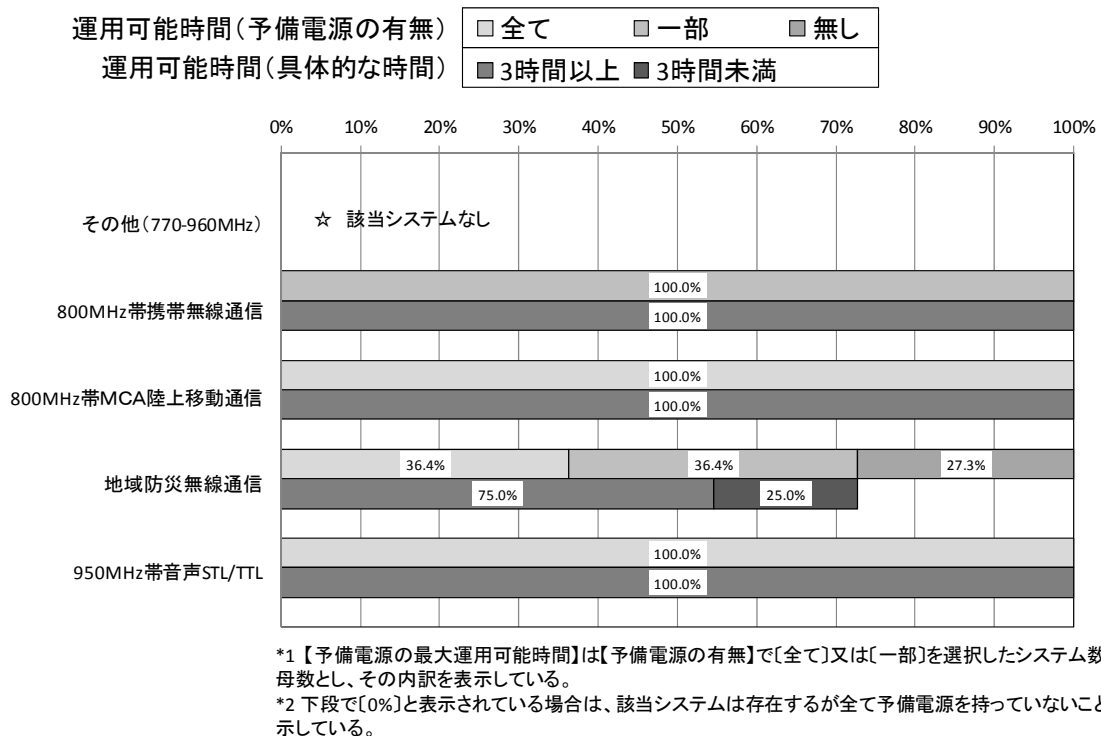 運用可能時間(予備電源の有無) □全て □一部 ■無し
運用可能時間(具体的な時間) ■3時間以上 ■3時間未満
0% 10% 20% 30% 40% 50% 60% 70% 80% 90% 100%
その他(770-960MHz) ☆ 該当システムなし
100.0%
800MHz帯携帯無線通信
100.0%
100.0%
800MHz帯MCA陸上移動通信
100.0%
36.4% 36.4% 27.3%
地域防災無線通信
75.0% 25.0%
100.0%
950MHz帯音声STL/TTL
100.0%
*1 【予備電源の最大運用可能時間】は【予備電源の有無】で〔全て〕又は〔一部〕を選択したシステム数
母数とし、その内訳を表示している。
*2 下段で〔0%〕と表示されている場合は、該当システムは存在するが全て予備電源を持っていないこと
示している。